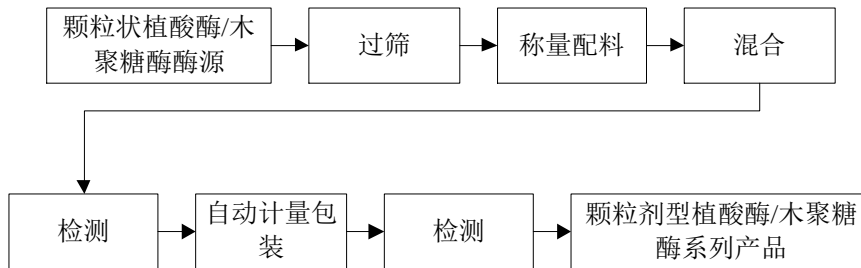 颗粒状植酸酶/木
聚糖酶酶源
过筛
称量配料
混合
检测
自动计量包
装
检测
颗粒剂型植酸酶/木聚糖
酶系列产品